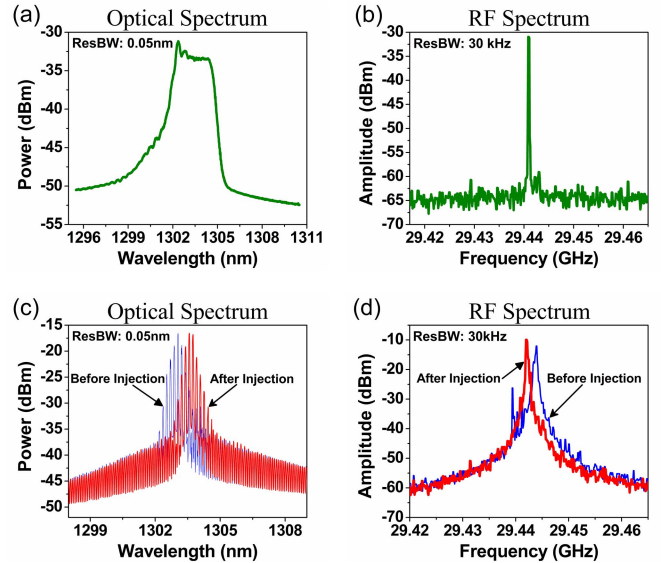 (a)
Optical Spectrum
ResBW: 0.05nm
Power (dBm)
-30
-35
-40
-45
-50
-55
1296 1299 1302 1305 1308 1311
Wavelength (nm)
(b)
RF Spectrum
ResBW: 30 kHz
Amplitude (dBm)
-30
-35
-40
-45
-50
-55
-60
-65
-70
29.42 29.43 29.44 29.45 29.46
Frequency (GHz)
(c)
Optical Spectrum
ResBW: 0.05nm
Before Injection
After Injection
Power (dBm)
-15
-20
-25
-30
-35
-40
-45
-50
1299 1302 1305 1308
Wavelength (nm)
(d)
RF Spectrum
ResBW: 30kHz
After Injection
Before Injection
Amplitude (dBm)
0
-10
-20
-30
-40
-50
-60
-70
29.42 29.43 29.44 29.45 29.46
Frequency (GHz)